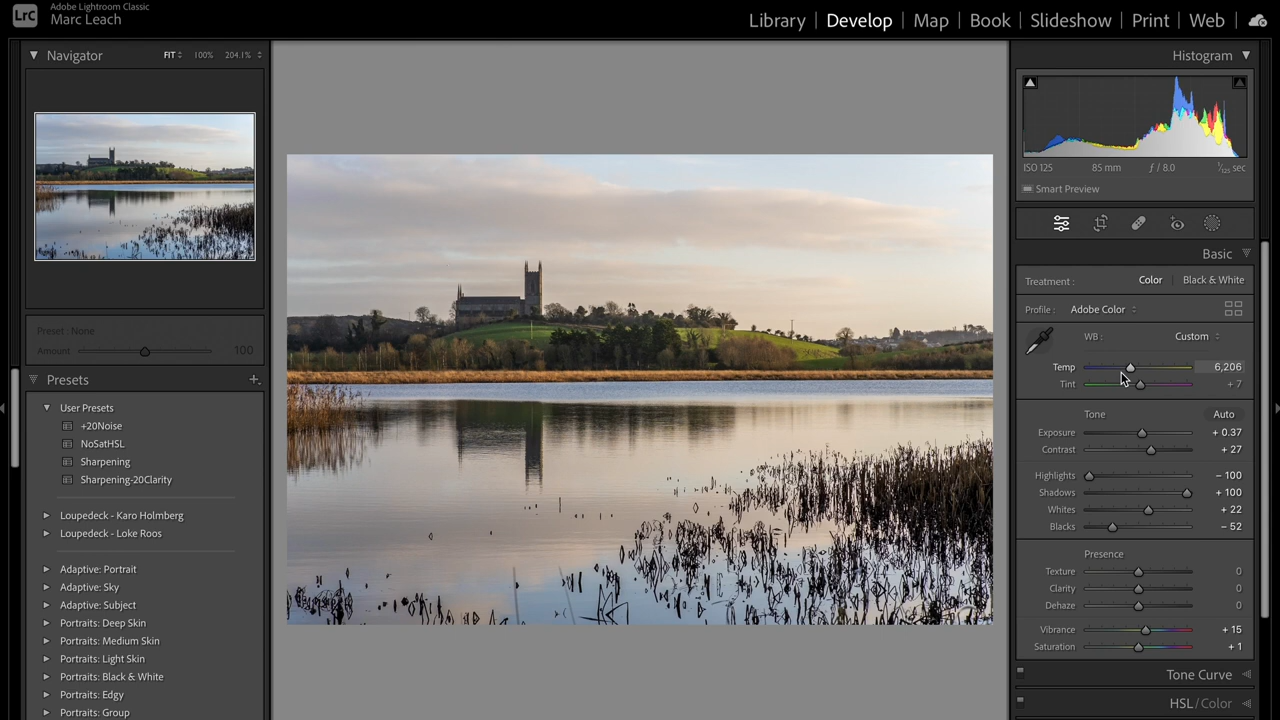 LrC
Adobe Lightroom Classic
Marc Leach
Library | Develop | Map | Book | Slideshow | Print | Web
Navigator FIT 100% 204.1%
Preset : None
Amount 100
Presets
User Presets
+20Noise
NoSatHSL
Sharpening
Sharpening-20Clarity
Loupedeck - Karo Holmberg
Loupedeck - Loke Roos
Adaptive: Portrait
Adaptive: Sky
Adaptive: Subject
Portraits: Deep Skin
Portraits: Medium Skin
Portraits: Light Skin
Portraits: Black & White
Portraits: Edgy
Portraits: Group
Histogram
ISO 125 85 mm ƒ / 8.0 1/125 sec
Smart Preview
Basic
Treatment : Color | Black & White
Profile : Adobe Color
WB : Custom
Temp 6,206
Tint + 7
Tone Auto
Exposure + 0.37
Contrast + 27
Highlights − 100
Shadows + 100
Whites + 22
Blacks − 52
Presence
Texture 0
Clarity 0
Dehaze 0
Vibrance + 15
Saturation + 1
Tone Curve
HSL / Color